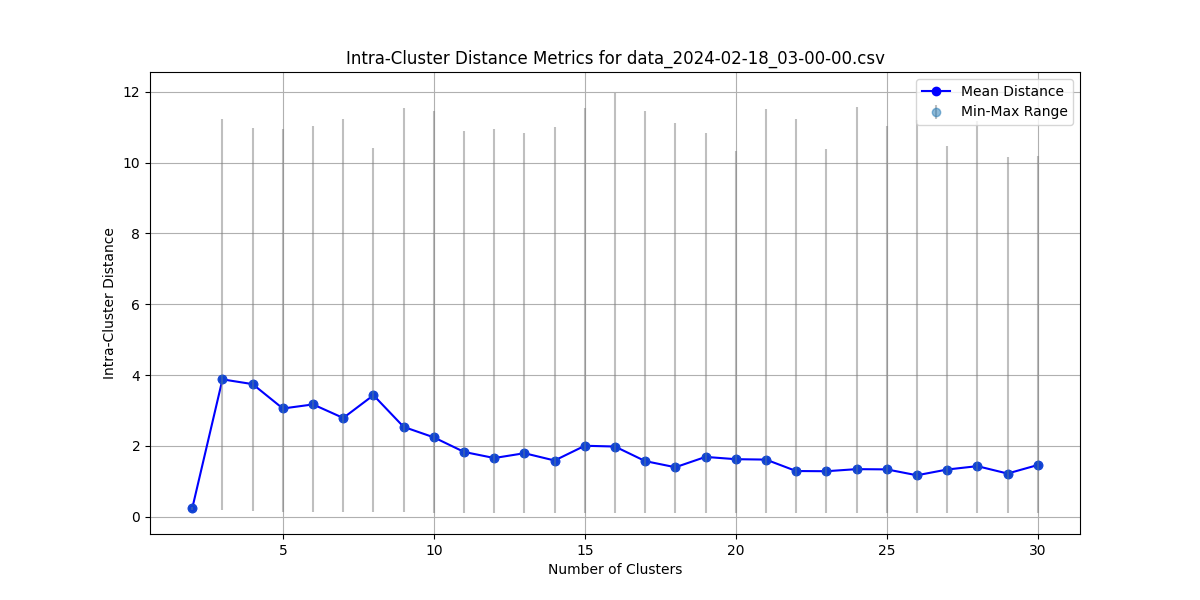 Intra-Cluster Distance Metrics for data_2024-02-18_03-00-00.csv
Mean Distance
Min-Max Range
Intra-Cluster Distance
12
10
8
6
4
2
0
5
10
15
20
25
30
Number of Clusters